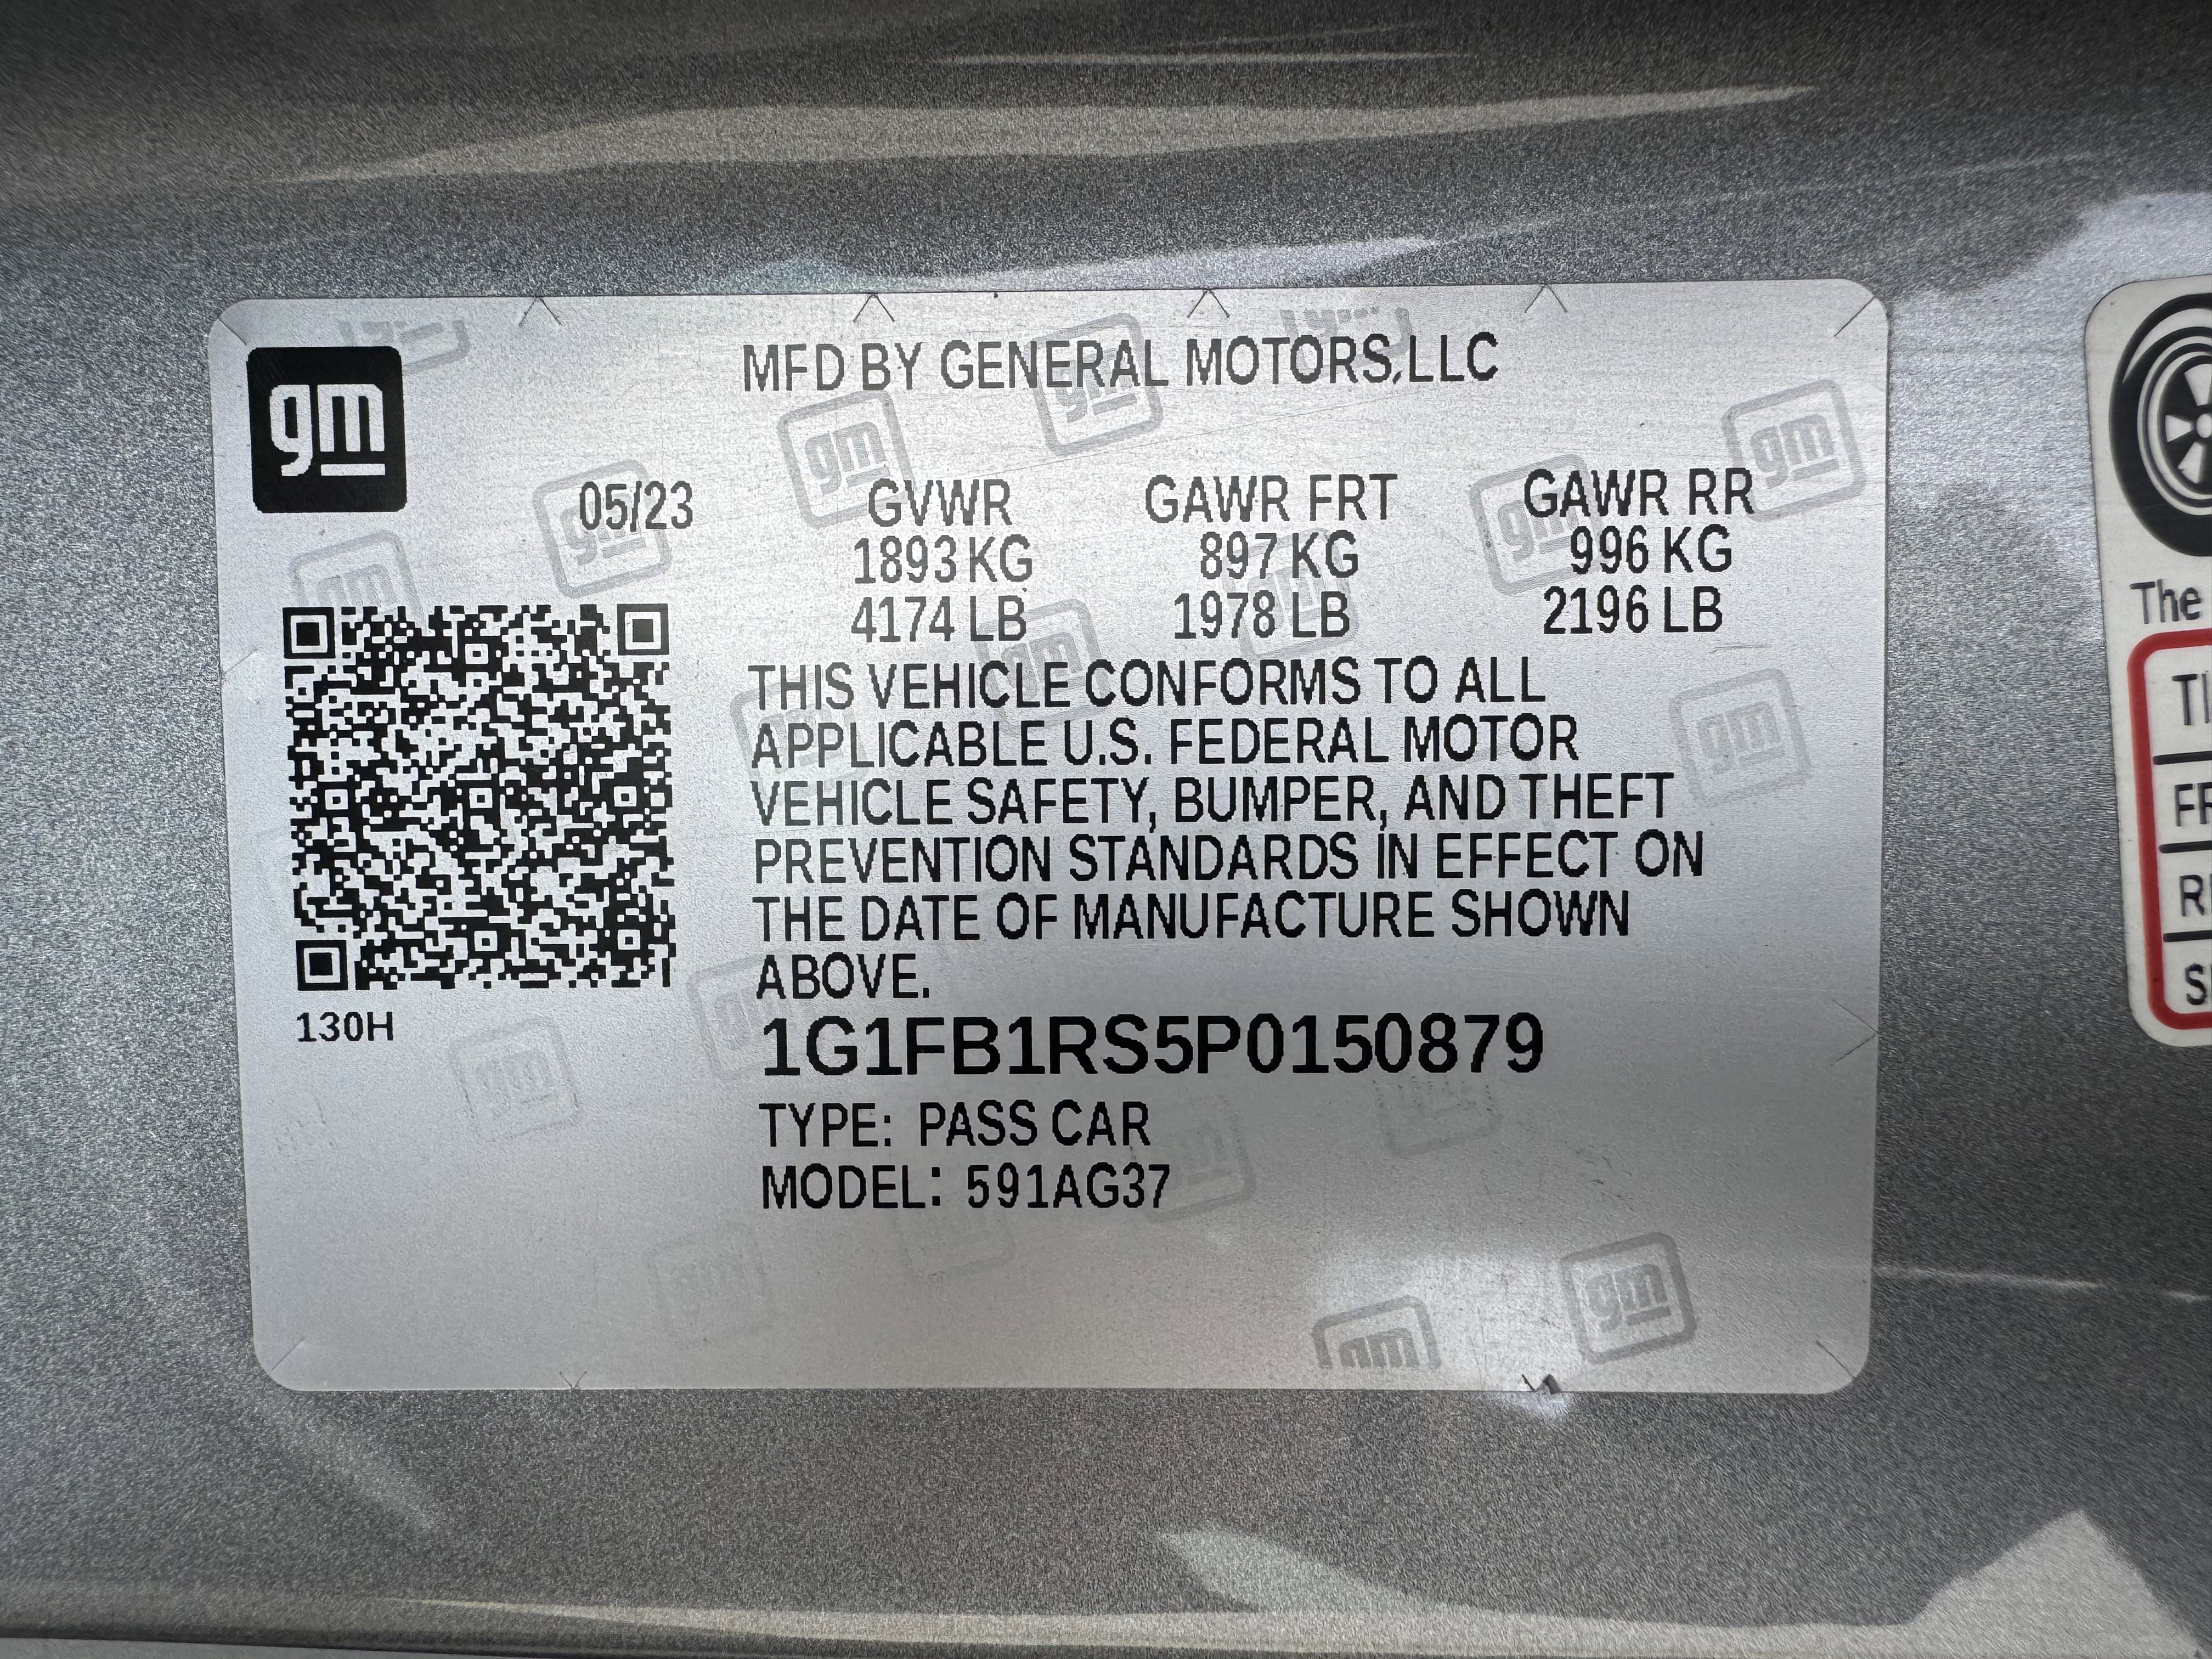 MFD BY GENERAL MOTORS,LLC
gm
05/23 GVWR GAWR FRT GAWR RR
1893 KG 897 KG 996 KG
4174 LB 1978 LB 2196 LB
THIS VEHICLE CONFORMS TO ALL
APPLICABLE U.S. FEDERAL MOTOR
VEHICLE SAFETY, BUMPER, AND THEFT
PREVENTION STANDARDS IN EFFECT ON
THE DATE OF MANUFACTURE SHOWN
ABOVE.
130H
1G1FB1RS5P0150879
TYPE: PASS CAR
MODEL: 591AG37
The